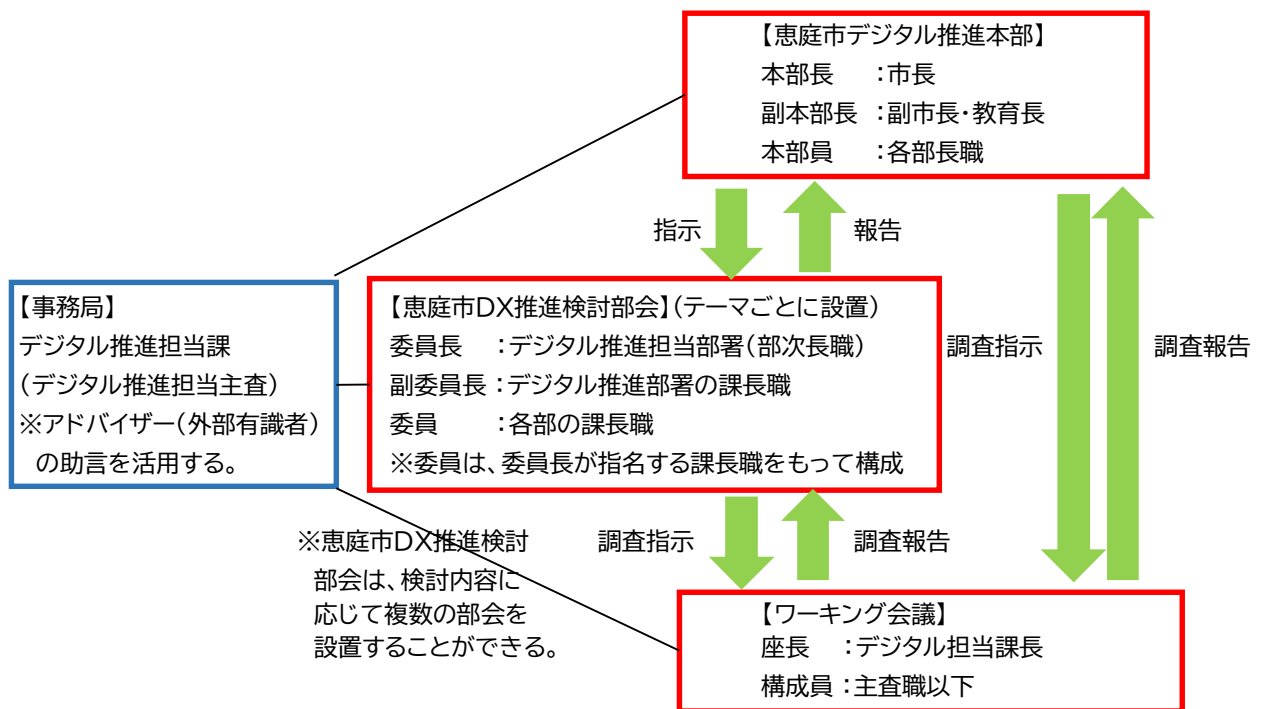 【恵庭市デジタル推進本部】
本部長　：市長
副本部長：副市長・教育長
本部員　：各部長職
指示
報告
【事務局】
デジタル推進担当課
（デジタル推進担当主査）
※アドバイザー（外部有識者）
の助言を活用する。
【恵庭市DX推進検討部会】（テーマごとに設置）
委員長　：デジタル推進担当部署（部次長職）
副委員長：デジタル推進部署の課長職
委員　　：各部の課長職
※委員は、委員長が指名する課長職をもって構成
調査指示
調査報告
※恵庭市DX推進検討
部会は、検討内容に
応じて複数の部会を
設置することができる。
調査指示
調査報告
【ワーキング会議】
座長　：デジタル担当課長
構成員：主査職以下